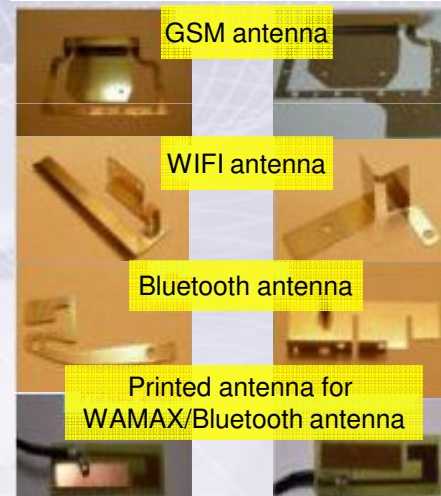 GSM antenna
WIFI antenna
Bluetooth antenna
Printed antenna for
WAMAX/Bluetooth antenna